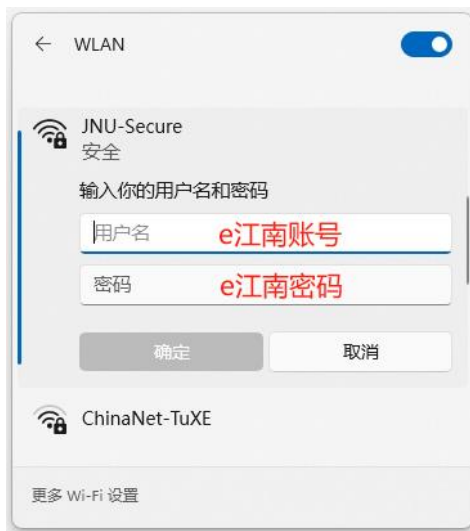 WLAN
JNU-Secure
安全
输入你的用户名和密码
用户名 e江南账号
密码 e江南密码
确定 取消
ChinaNet-TuXE
更多 Wi-Fi 设置